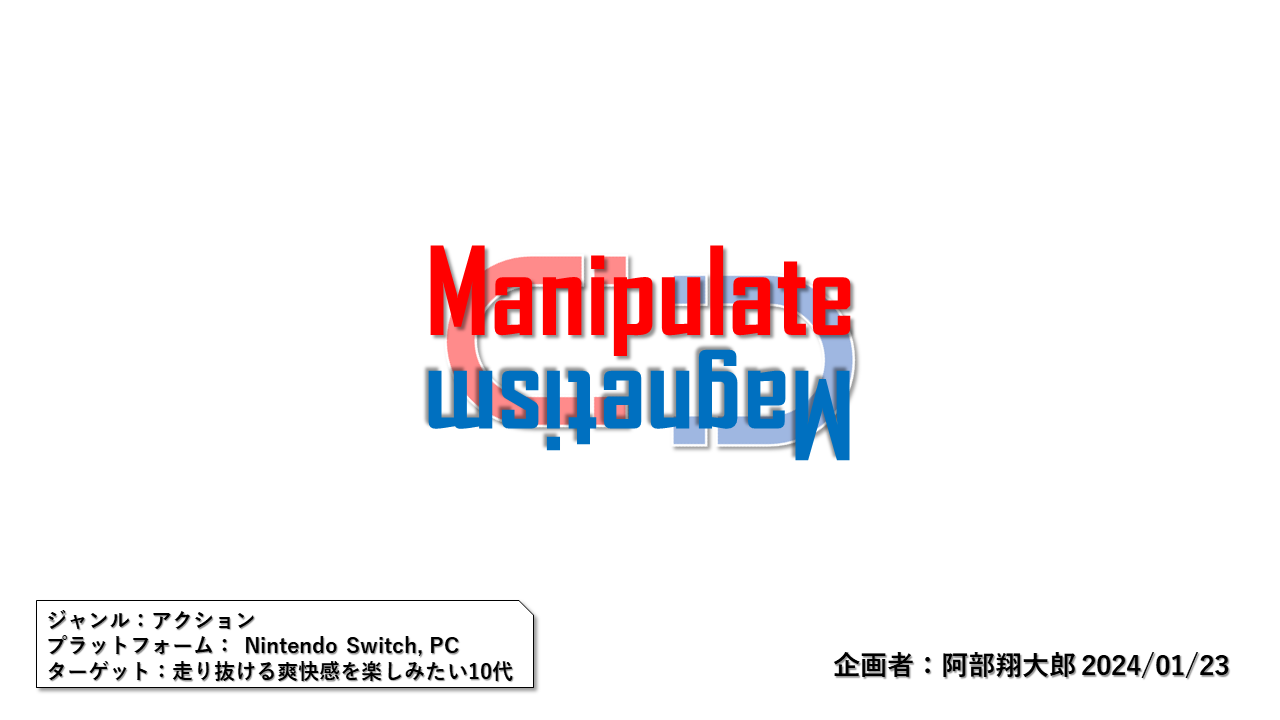 Manipulate
Magnetism
ジャンル：アクション
プラットフォーム： Nintendo Switch, PC
ターゲット：走り抜ける爽快感を楽しみたい10代
企画者：阿部翔大郎 2024/01/23